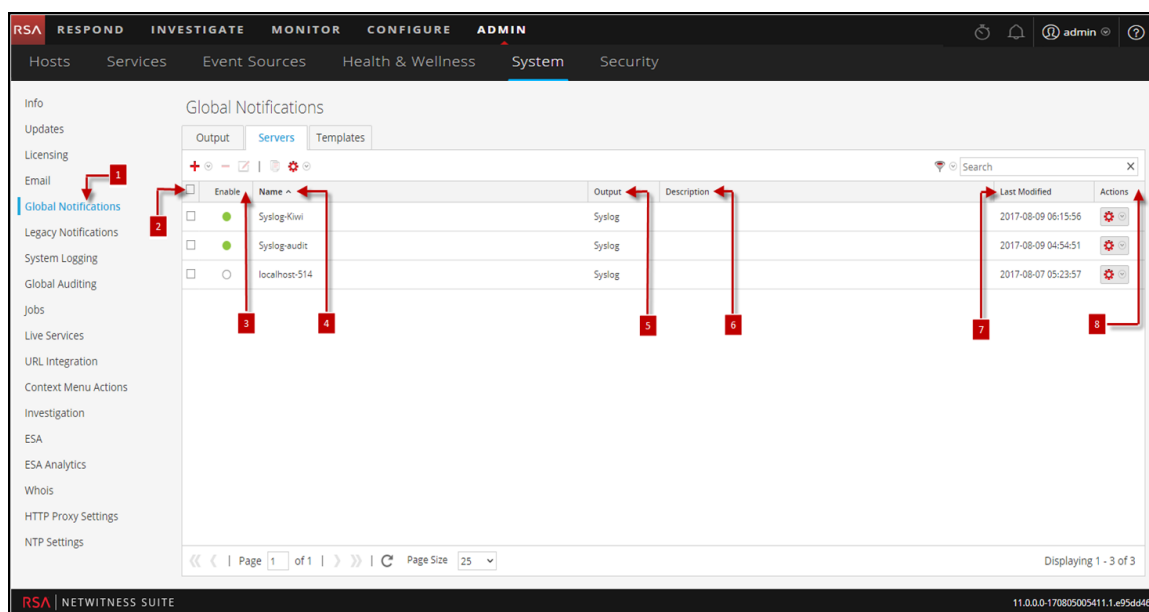 RSA RESPOND INVESTIGATE MONITOR CONFIGURE ADMIN admin ?
Hosts Services Event Sources Health & Wellness System Security
Info
Updates
Licensing
Email
Global Notifications
Legacy Notifications
System Logging
Global Auditing
Jobs
Live Services
URL Integration
Context Menu Actions
Investigation
ESA
ESA Analytics
Whois
HTTP Proxy Settings
NTP Settings
1
2
Global Notifications
Output Servers Templates
Search X
Enable Name Output Description Last Modified Actions
Syslog-Kiwi Syslog 2017-08-09 06:15:56
Syslog-audit Syslog 2017-08-09 04:54:51
localhost-514 Syslog 2017-08-07 05:23:57
3 4 5 6 7 8
Page 1 of 1 Page Size 25 Displaying 1 - 3 of 3
RSA NETWITNESS SUITE 11.0.0.0-170805005411.1.e95dd46